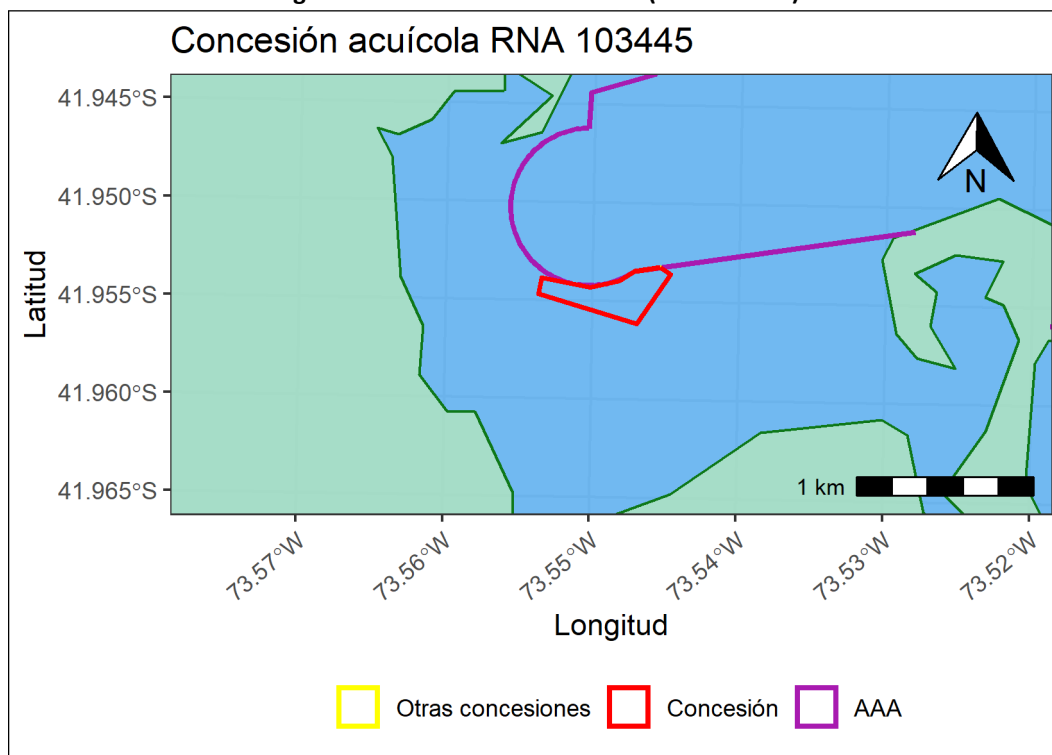 Concesión acuícola RNA 103445
41.945°S
41.950°S
41.955°S
41.960°S
41.965°S
Latitud
N
1 km
73.57°W
73.56°W
73.55°W
73.54°W
73.53°W
73.52°W
Longitud
Otras concesiones
Concesión
AAA